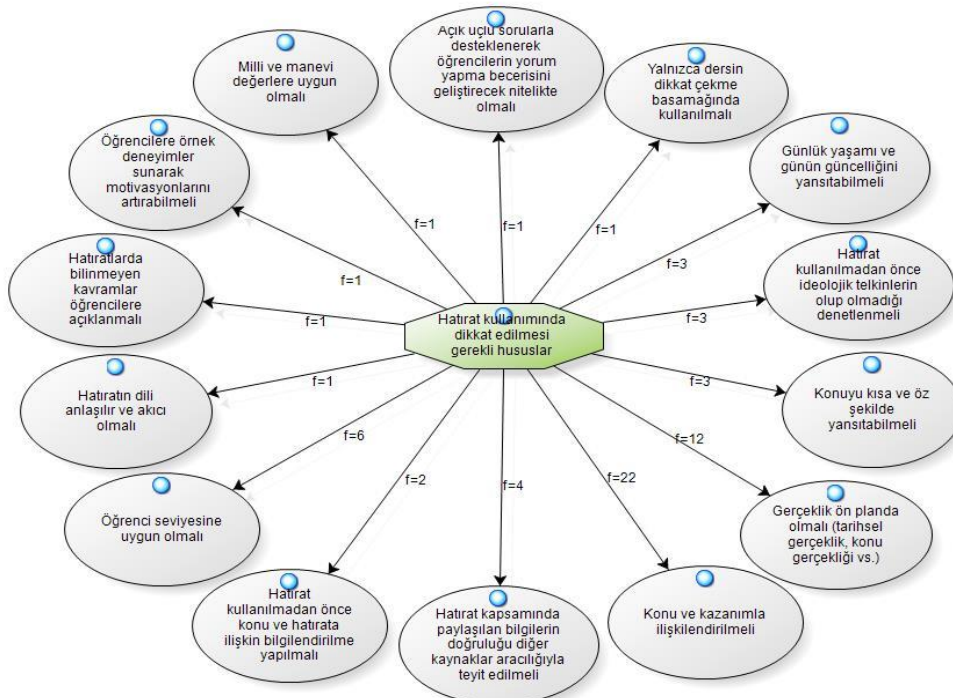 Açık uçlu sorularla
desteklenerek
öğrencilerin yorum
yapma becerisini
geliştirecek nitelikte
olmalı
Milli ve manevi
değerlere uygun
olmalı
Yalnızca dersin
dikkat çekme
basamağında
kullanılmalı
Öğrencilere örnek
deneyimler
sunarak
motivasyonlarını
artırabilmeli
Günlük yaşamı ve
günün güncelliğini
yansıtabilmeli
Hatıratlarda
bilinmeyen
kavramlar
öğrencilere
açıklanmalı
Hatırat
kullanılmadan önce
ideolojik telkinlerin
olup olmadığı
denetlenmeli
f=1
f=1
f=1
f=1
f=3
f=1
f=3
Hatırat kullanımında
dikkat edilmesi
gerekli hususlar
f=1
f=3
f=6
f=2
f=4
f=22
f=12
Hatıratın dili
anlaşılır ve akıcı
olmalı
Konuyu kısa ve öz
şekilde
yansıtabilmeli
Öğrenci seviyesine
uygun olmalı
Gerçeklik ön planda
olmalı (tarihsel
gerçeklik, konu
gerçekliği vs.)
Hatırat
kullanılmadan önce
konu ve hatırata
ilişkin bilgilendirilme
yapılmalı
Hatırat kapsamında
paylaşılan bilgilerin
doğruluğu diğer
kaynaklar aracılığıyla
teyit edilmeli
Konu ve kazanımla
ilişkilendirilmeli